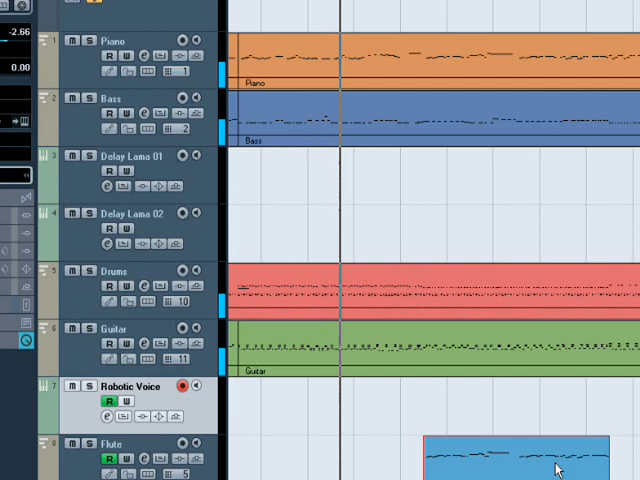 -2.66
0.00
1 M S Piano
R W e
1
Piano
2 M S Bass
R W e
2
Bass
3 M S Delay Lama 01
R W
e
4 M S Delay Lama 02
R W
e
5 M S Drums
R W e
10
6 M S Guitar
R W e
11
Guitar
7 M S Robotic Voice
R W
e
8 M S Flute
R W e
5